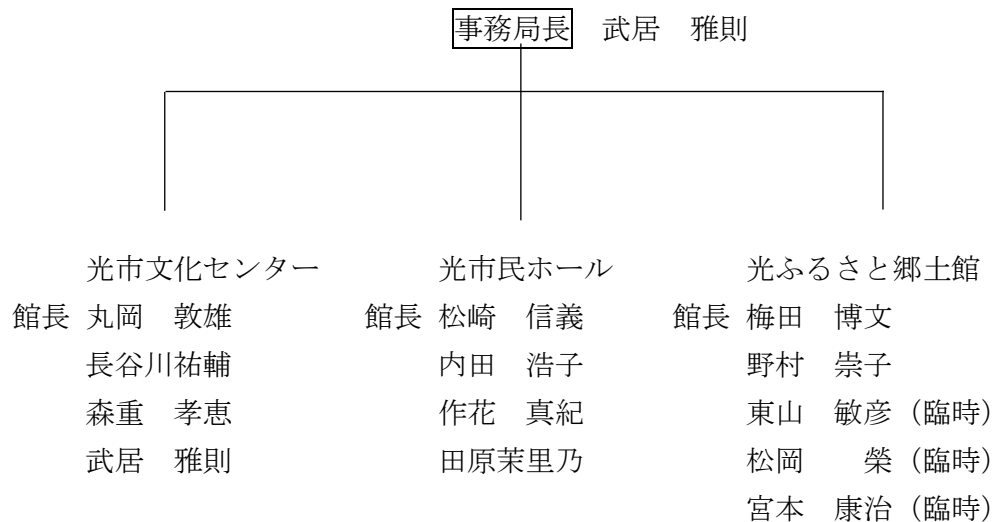 事務局長　武居　雅則
光市文化センター
館長 丸岡　敦雄
長谷川祐輔
森重　孝恵
武居　雅則
光市民ホール
館長 松崎　信義
内田　浩子
作花　真紀
田原茉里乃
光ふるさと郷土館
館長 梅田　博文
野村　崇子
東山　敏彦（臨時）
松岡　　榮（臨時）
宮本　康治（臨時）